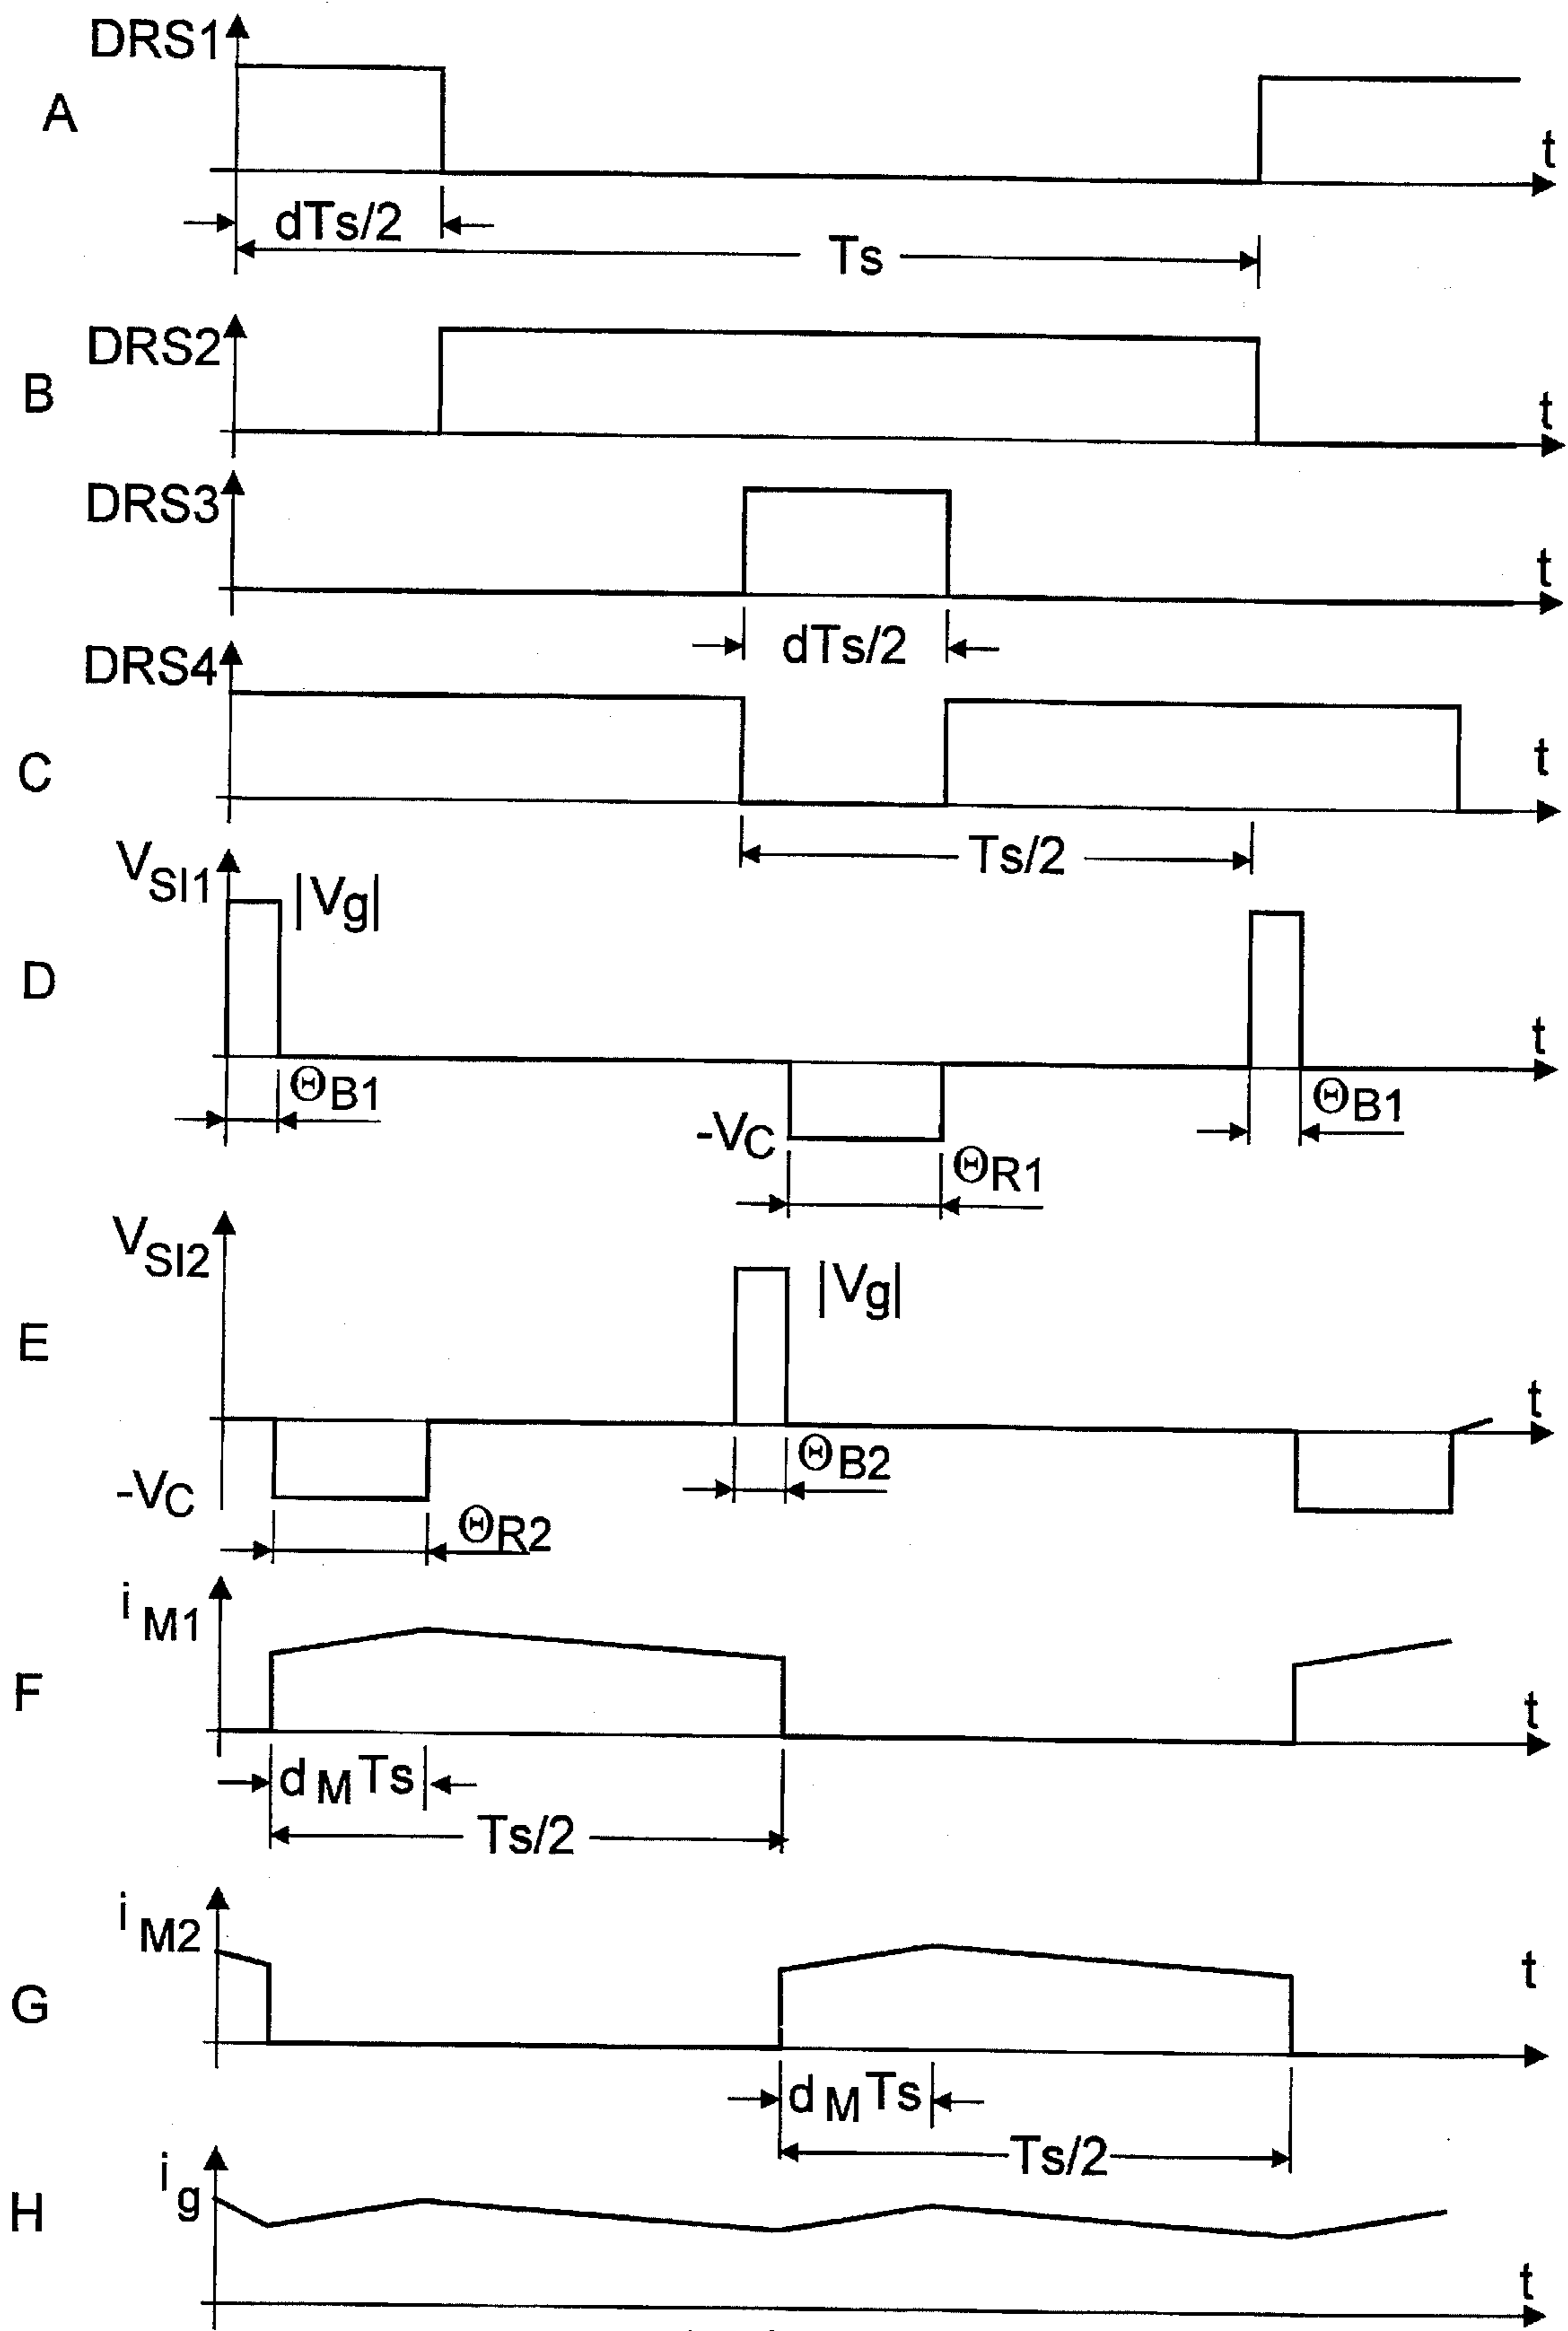 DRS1
A
t
dTs/2
Ts
DRS2
B
t
DRS3
t
dTs/2
DRS4
C
t
Ts/2
VSI1
|Vg|
D
t
ΘB1
ΘB1
-VC
ΘR1
VSI2
|Vg|
E
t
ΘB2
-VC
ΘR2
iM1
F
t
dMTs
Ts/2
iM2
t
G
dMTs
Ts/2
ig
H
t